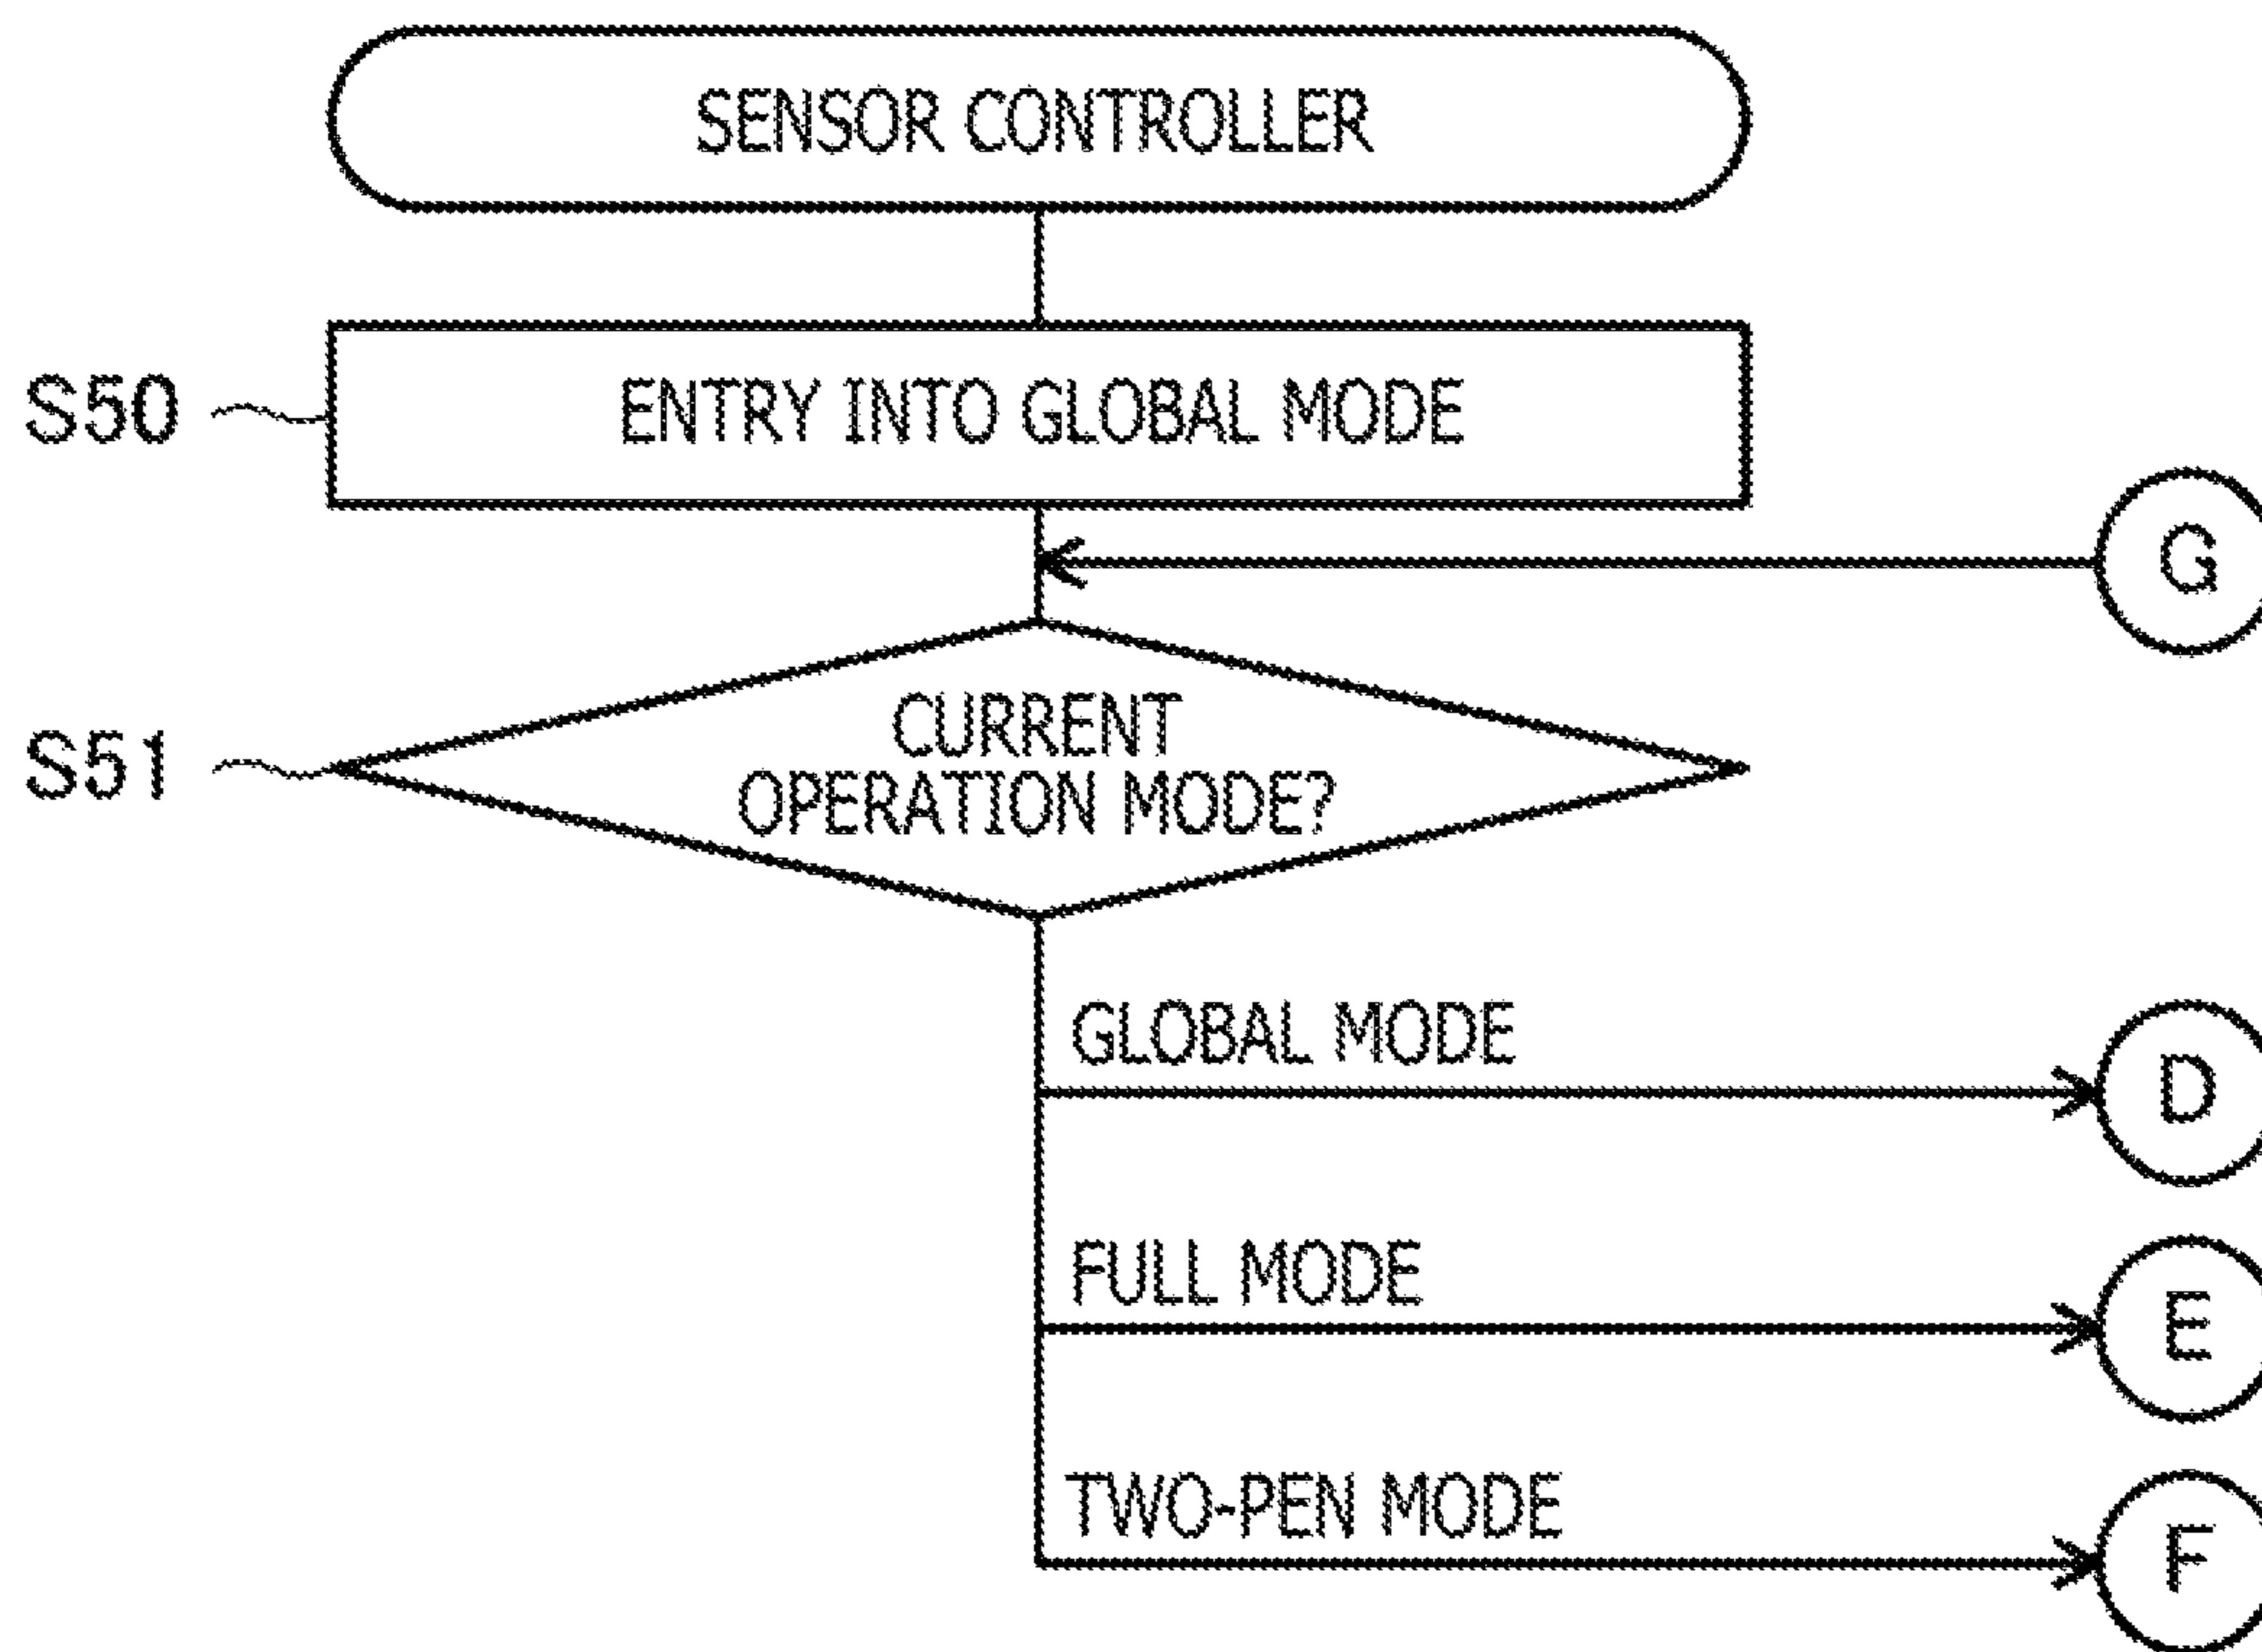 SENSOR CONTROLLER
S50
ENTRY INTO GLOBAL MODE
G
S51
CURRENT
OPERATION MODE?
GLOBAL MODE
D
FULL MODE
E
TWO-PEN MODE
F